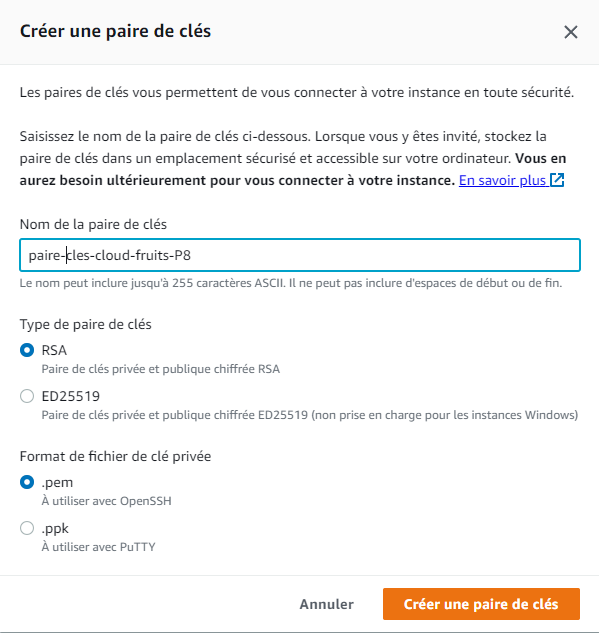 Créer une paire de clés
Les paires de clés vous permettent de vous connecter à votre instance en toute sécurité.
Saisissez le nom de la paire de clés ci-dessous. Lorsque vous y êtes invité, stockez la
paire de clés dans un emplacement sécurisé et accessible sur votre ordinateur. Vous en
aurez besoin ultérieurement pour vous connecter à votre instance. En savoir plus
Nom de la paire de clés
paire-cles-cloud-fruits-P8
Le nom peut inclure jusqu'à 255 caractères ASCII. Il ne peut pas inclure d'espaces de début ou de fin.
Type de paire de clés
RSA
Paire de clés privée et publique chiffrée RSA
ED25519
Paire de clés privée et publique chiffrée ED25519 (non prise en charge pour les instances Windows)
Format de fichier de clé privée
.pem
À utiliser avec OpenSSH
.ppk
À utiliser avec PuTTY
Annuler
Créer une paire de clés